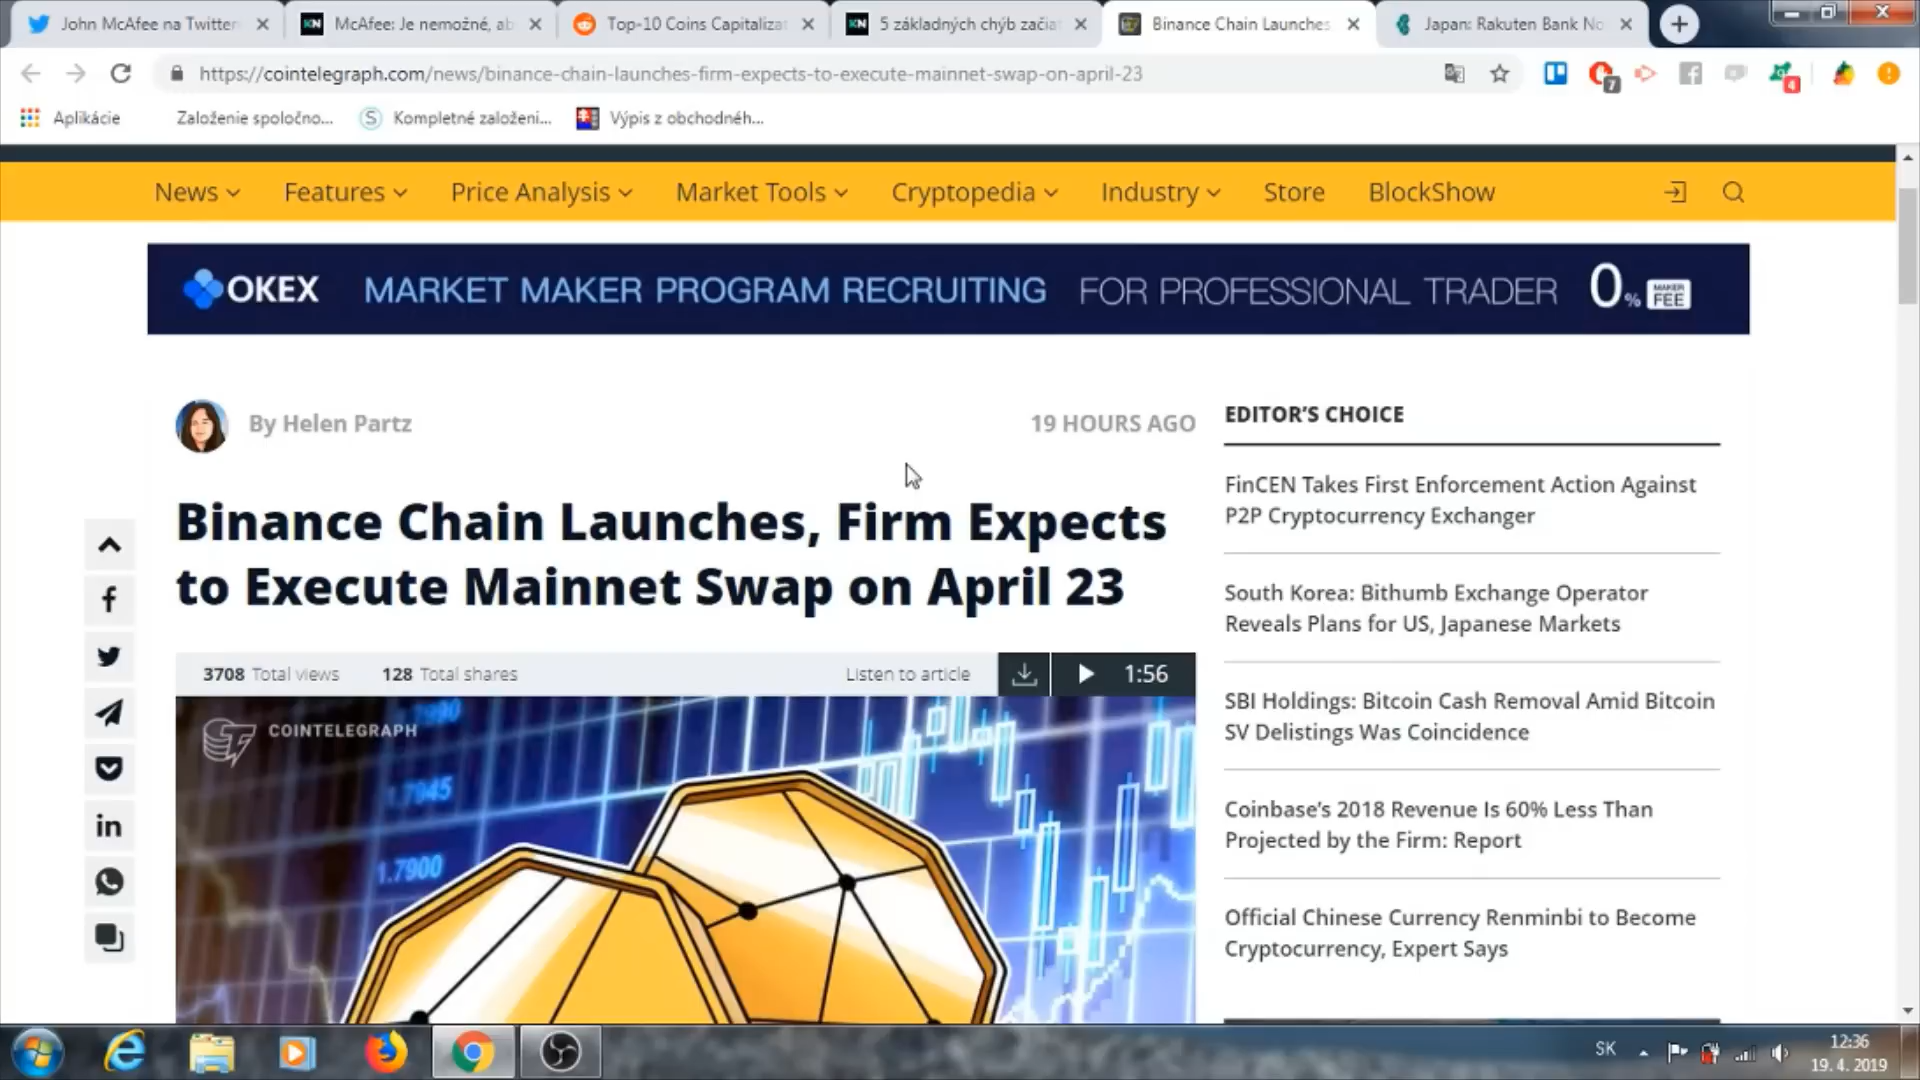 John McAfee na Twitter
McAfee: Je nemožné, ab
Top-10 Coins Capitalizat
5 základných chýb začia
Binance Chain Launches,
Japan: Rakuten Bank No
https://cointelegraph.com/news/binance-chain-launches-firm-expects-to-execute-mainnet-swap-on-april-23
7
4
Aplikácie
Založenie spoločno...
Kompletné založeni...
Výpis z obchodnéh...
News
Features
Price Analysis
Market Tools
Cryptopedia
Industry
Store
BlockShow
OKEX MARKET MAKER PROGRAM RECRUITING FOR PROFESSIONAL TRADER 0% MAKER FEE
By Helen Partz
19 HOURS AGO
Binance Chain Launches, Firm Expects
to Execute Mainnet Swap on April 23
3708 Total views
128 Total shares
Listen to article
1:56
COINTELEGRAPH
1.7945
1.7900
EDITOR'S CHOICE
FinCEN Takes First Enforcement Action Against
P2P Cryptocurrency Exchanger
South Korea: Bithumb Exchange Operator
Reveals Plans for US, Japanese Markets
SBI Holdings: Bitcoin Cash Removal Amid Bitcoin
SV Delistings Was Coincidence
Coinbase's 2018 Revenue Is 60% Less Than
Projected by the Firm: Report
Official Chinese Currency Renminbi to Become
Cryptocurrency, Expert Says
SK
12:36
19. 4. 2019